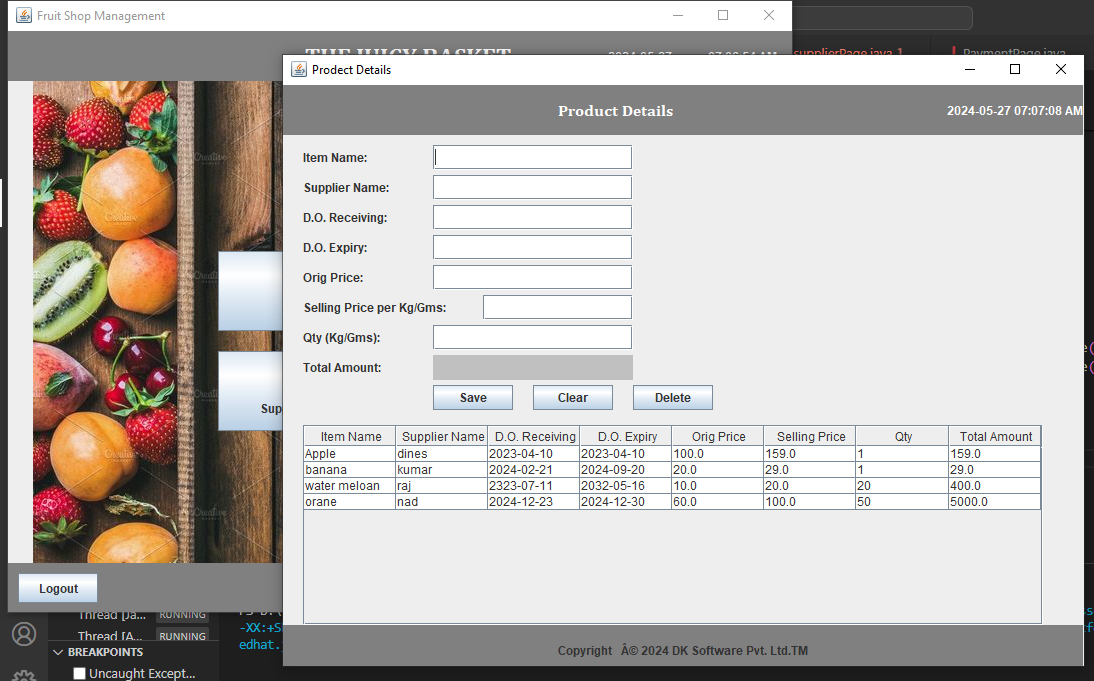 Fruit Shop Management
THE JUICY BASKET
2024-05-27 07:00:54 AM
supplierPage.java 1
PaymentPage.java
Prodect Details
Product Details
2024-05-27 07:07:08 AM
Item Name:
Supplier Name:
D.O. Receiving:
D.O. Expiry:
Orig Price:
Selling Price per Kg/Gms:
Qty (Kg/Gms):
Total Amount:
Save Clear Delete
Item Name Supplier Name D.O. Receiving D.O. Expiry Orig Price Selling Price Qty Total Amount
Apple dines 2023-04-10 2023-04-10 100.0 159.0 1 159.0
banana kumar 2024-02-21 2024-09-20 20.0 29.0 1 29.0
water meloan raj 2323-07-11 2032-05-16 10.0 20.0 20 400.0
orane nad 2024-12-23 2024-12-30 60.0 100.0 50 5000.0
Copyright Â© 2024 DK Software Pvt. Ltd.TM
Creative
Sup
Logout
Thread [Ja... RUNNING
Thread [A... RUNNING
BREAKPOINTS
Uncaught Except...
-XX:+S
edhat.